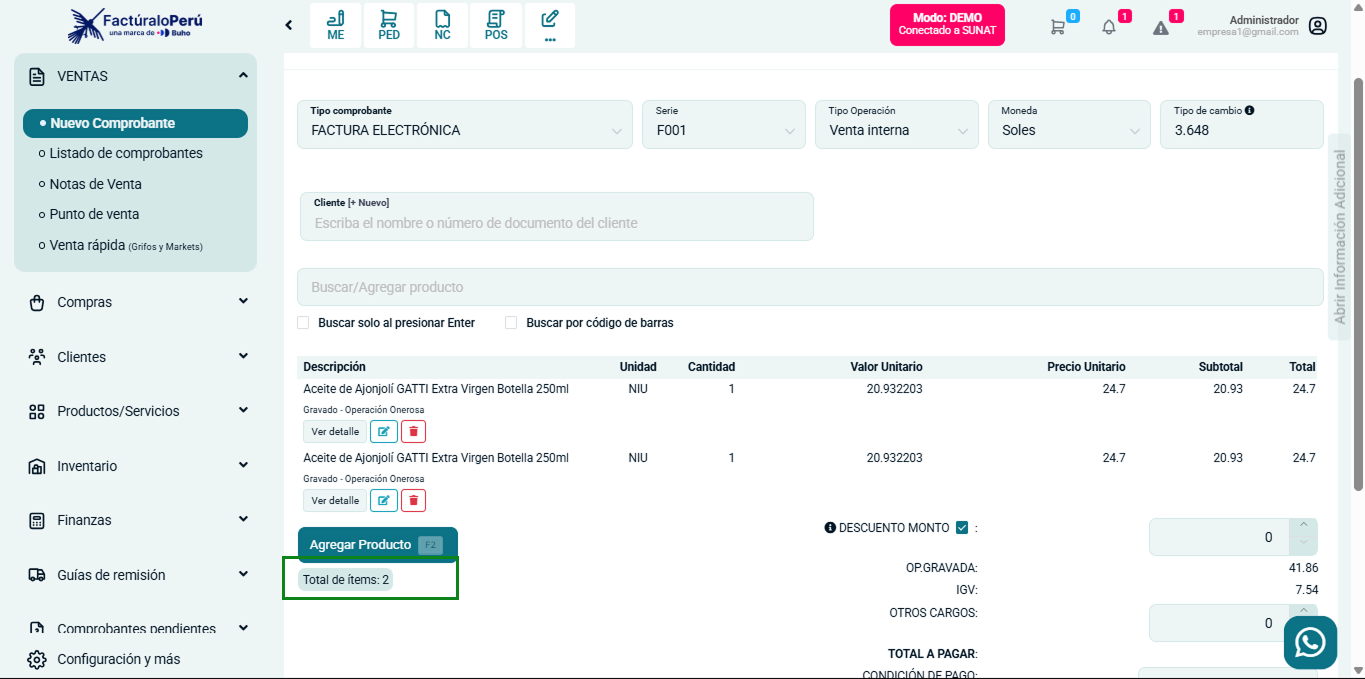 FactúraloPerú
una marca de Buho
ME
PED
NC
POS
...
Modo: DEMO
Conectado a SUNAT
0
1
1
Administrador
empresa1@gmail.com
VENTAS
Nuevo Comprobante
Listado de comprobantes
Notas de Venta
Punto de venta
Venta rápida (Grifos y Markets)
Compras
Clientes
Productos/Servicios
Inventario
Finanzas
Guías de remisión
Comprobantes pendientes
Configuración y más
Tipo comprobante
FACTURA ELECTRÓNICA
Serie
F001
Tipo Operación
Venta interna
Moneda
Soles
Tipo de cambio
3.648
Abrir Información Adicional
Cliente [+ Nuevo]
Escriba el nombre o número de documento del cliente
Buscar/Agregar producto
Buscar solo al presionar Enter
Buscar por código de barras
Descripción Unidad Cantidad Valor Unitario Precio Unitario Subtotal Total
Aceite de Ajonjolí GATTI Extra Virgen Botella 250ml NIU 1 20.932203 24.7 20.93 24.7
Gravado - Operación Onerosa
Ver detalle
Aceite de Ajonjolí GATTI Extra Virgen Botella 250ml NIU 1 20.932203 24.7 20.93 24.7
Gravado - Operación Onerosa
Ver detalle
Agregar Producto F2
Total de ítems: 2
DESCUENTO MONTO : 0
OP.GRAVADA: 41.86
IGV: 7.54
OTROS CARGOS: 0
TOTAL A PAGAR:
CONDICIÓN DE PAGO: